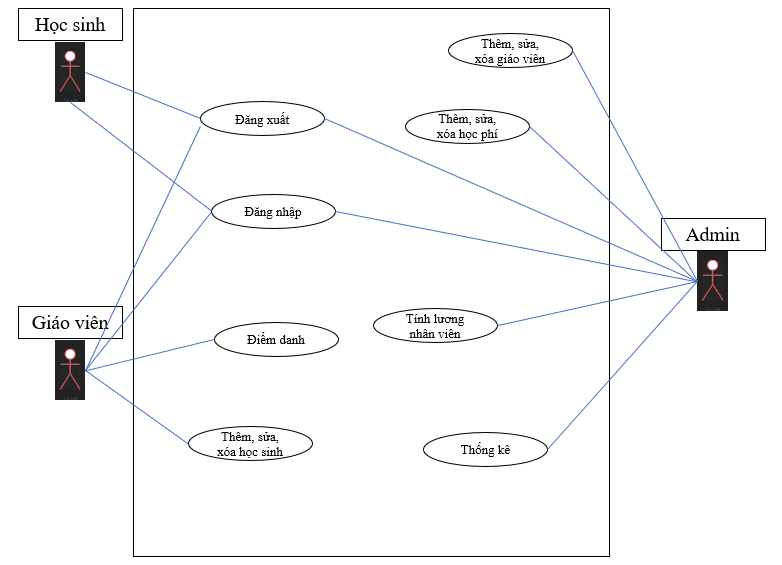 Học sinh
Thêm, sửa,
xóa giáo viên
Đăng xuất
Thêm, sửa,
xóa học phí
Đăng nhập
Admin
Giáo viên
Tính lương
nhân viên
Điểm danh
Thêm, sửa,
xóa học sinh
Thống kê